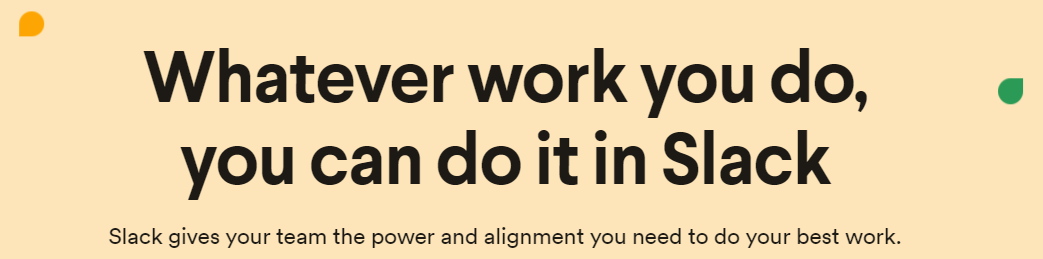 Whatever work you do,
you can do it in Slack
Slack gives your team the power and alignment you need to do your best work.